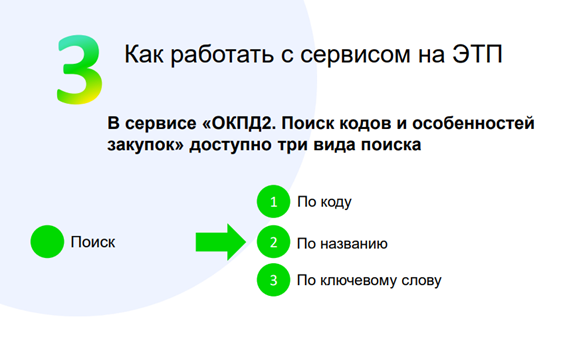 3
Как работать с сервисом на ЭТП
В сервисе «ОКПД2. Поиск кодов и особенностей
закупок» доступно три вида поиска
Поиск
1 По коду
2 По названию
3 По ключевому слову